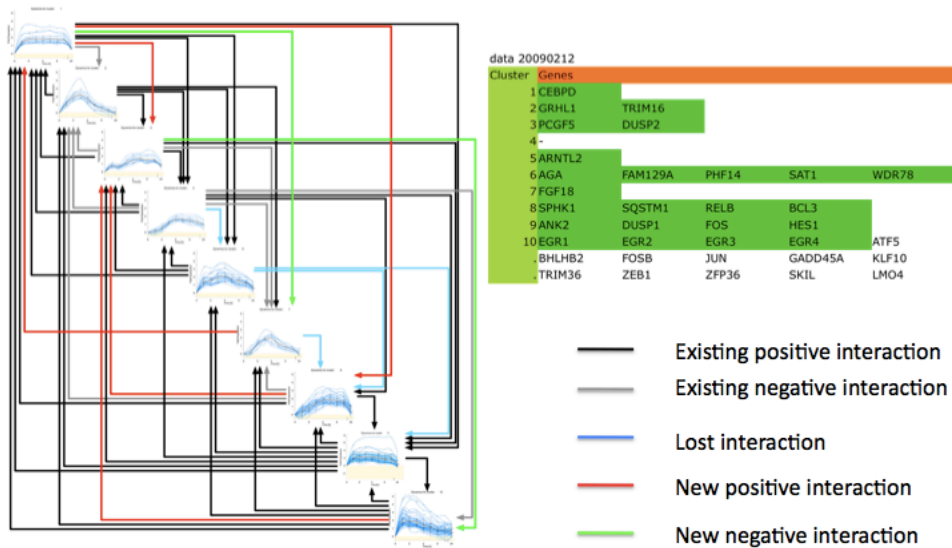 data 20090212
Cluster Genes
1 CEBPD
2 GRHL1 TRIM16
3 PCGF5 DUSP2
4 -
5 ARNTL2
6 AGA FAM129A PHF14 SAT1 WDR78
7 FGF18
8 SPHK1 SQSTM1 RELB BCL3
9 ANK2 DUSP1 FOS HES1
10 EGR1 EGR2 EGR3 EGR4 ATF5
. BHLHB2 FOSB JUN GADD45A KLF10
. TRIM36 ZEB1 ZFP36 SKIL LMO4
Existing positive interaction
Existing negative interaction
Lost interaction
New positive interaction
New negative interaction